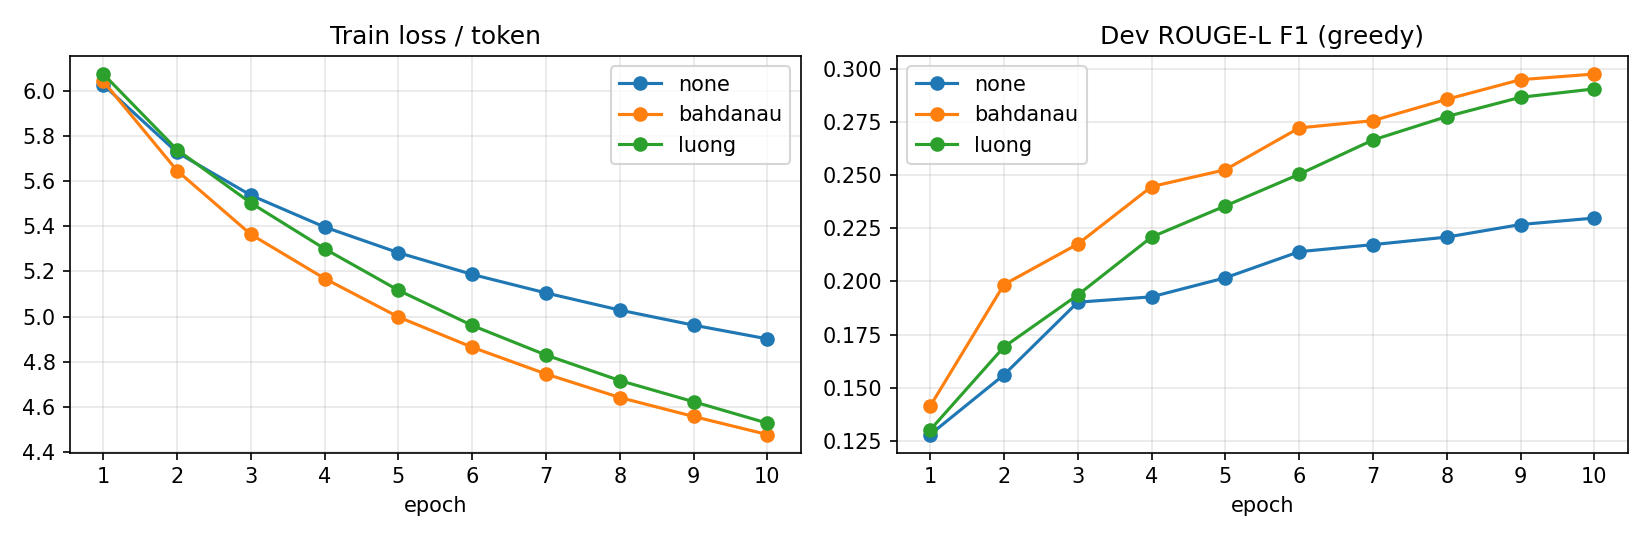 Train loss / token
6.0
5.8
5.6
5.4
5.2
5.0
4.8
4.6
4.4
none
bahdanau
luong
1 2 3 4 5 6 7 8 9 10
epoch
Dev ROUGE-L F1 (greedy)
0.300
0.275
0.250
0.225
0.200
0.175
0.150
0.125
none
bahdanau
luong
1 2 3 4 5 6 7 8 9 10
epoch